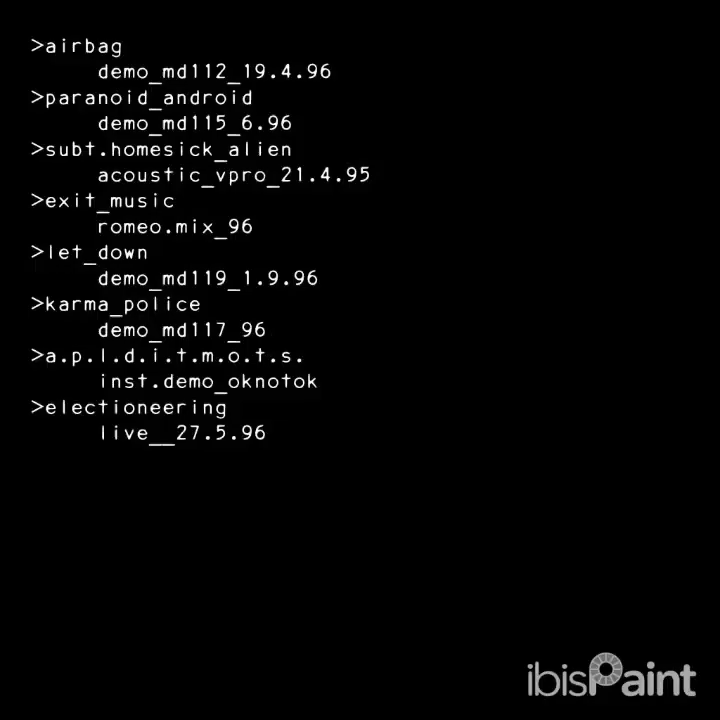 >airbag
demo_md112_19.4.96
>paranoid_android
demo_md115_6.96
>subt.homesick_alien
acoustic_vpro_21.4.95
>exit_music
romeo.mix_96
>let_down
demo_md119_1.9.96
>karma_police
demo_md117_96
>a.p.l.d.i.t.m.o.t.s.
inst.demo_oknotok
>electioneering
live__27.5.96
ibisPaint